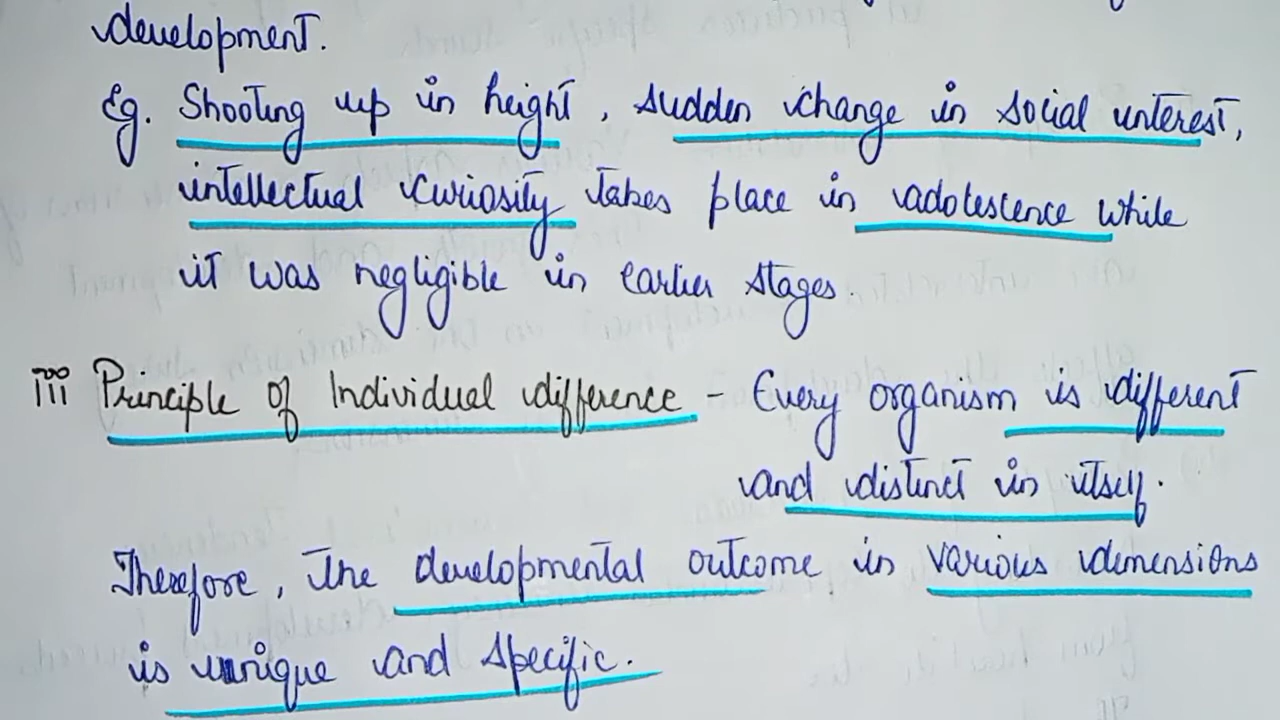 development.
Eg. Shooting up in height, sudden change in social interest,
intellectual curiosity takes place in adolescence while
it was negligible in earlier stages.
iii Principle of Individual difference - Every organism is different
and distinct in itself.
Therefore, the developmental outcome in various dimensions
is unique and specific.